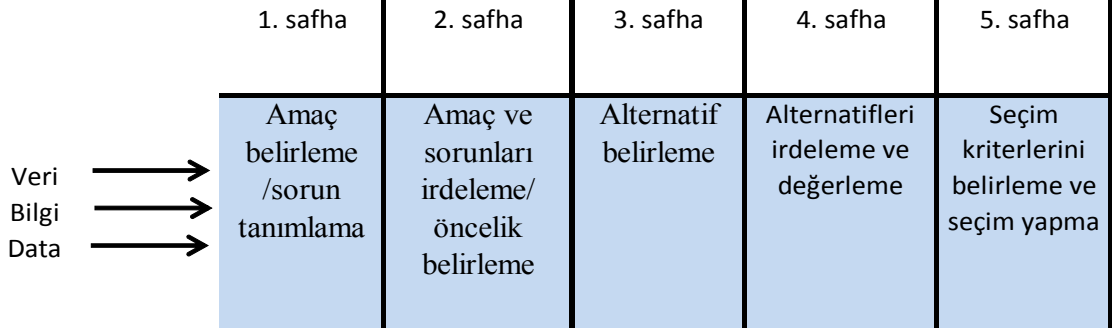 1. safha
2. safha
3. safha
4. safha
5. safha
Veri
Bilgi
Data
Amaç
belirleme
/sorun
tanımlama
Amaç ve
sorunları
irdeleme/
öncelik
belirleme
Alternatif
belirleme
Alternatifleri
irdeleme ve
değerleme
Seçim
kriterlerini
belirleme ve
seçim yapma